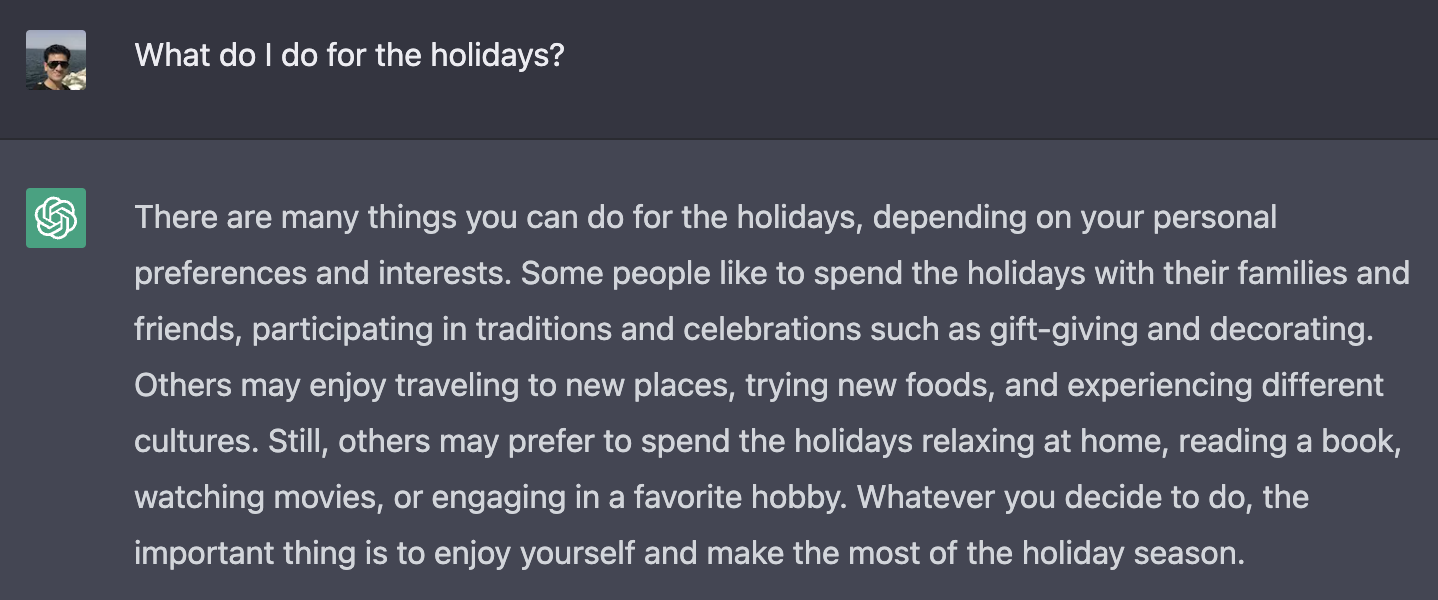 What do I do for the holidays?
There are many things you can do for the holidays, depending on your personal
preferences and interests. Some people like to spend the holidays with their families and
friends, participating in traditions and celebrations such as gift-giving and decorating.
Others may enjoy traveling to new places, trying new foods, and experiencing different
cultures. Still, others may prefer to spend the holidays relaxing at home, reading a book,
watching movies, or engaging in a favorite hobby. Whatever you decide to do, the
important thing is to enjoy yourself and make the most of the holiday season.